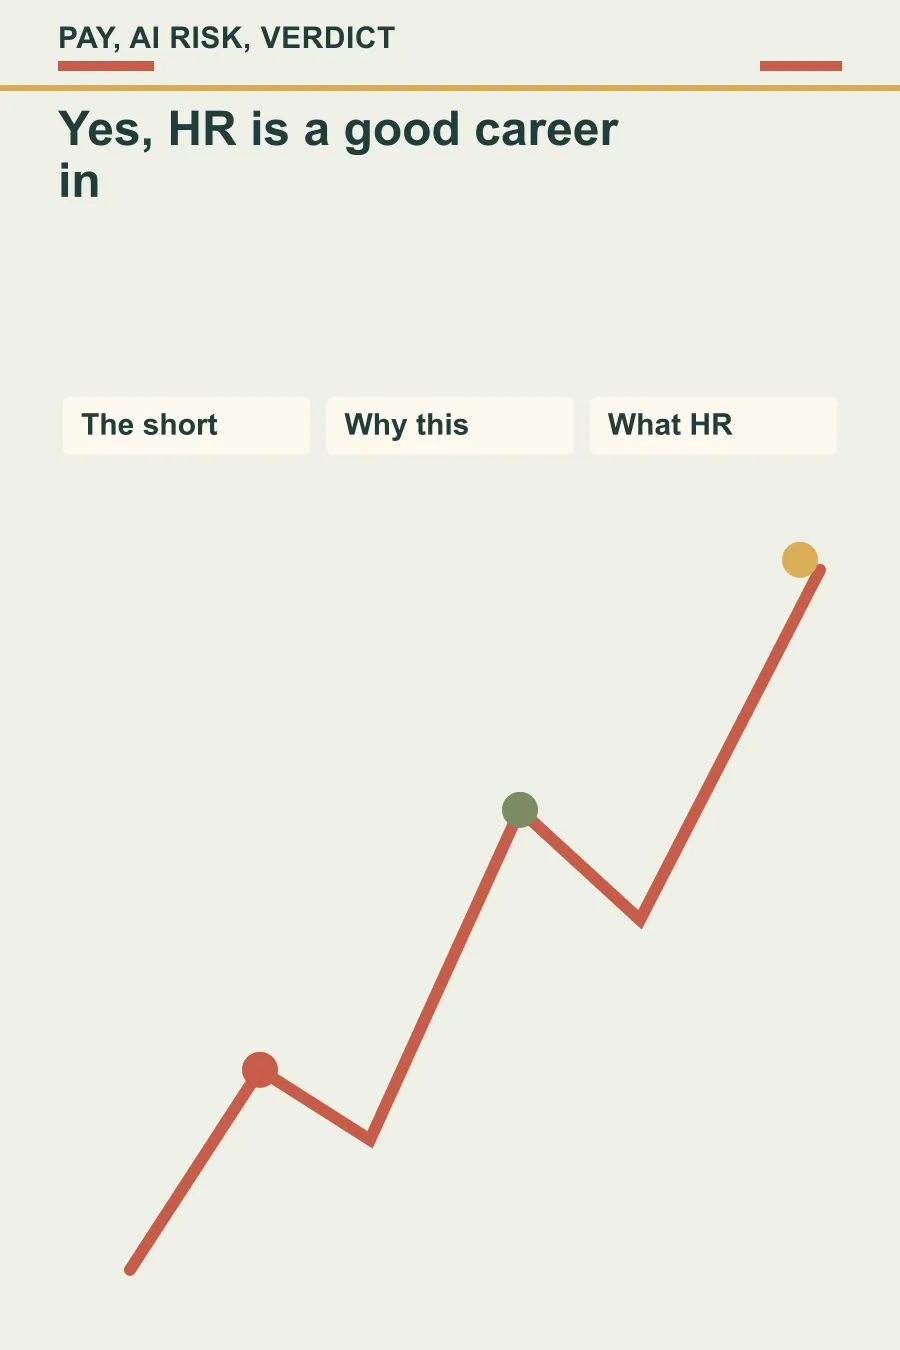 PAY, AI RISK, VERDICT
Yes, HR is a good career
in
The short
Why this
What HR